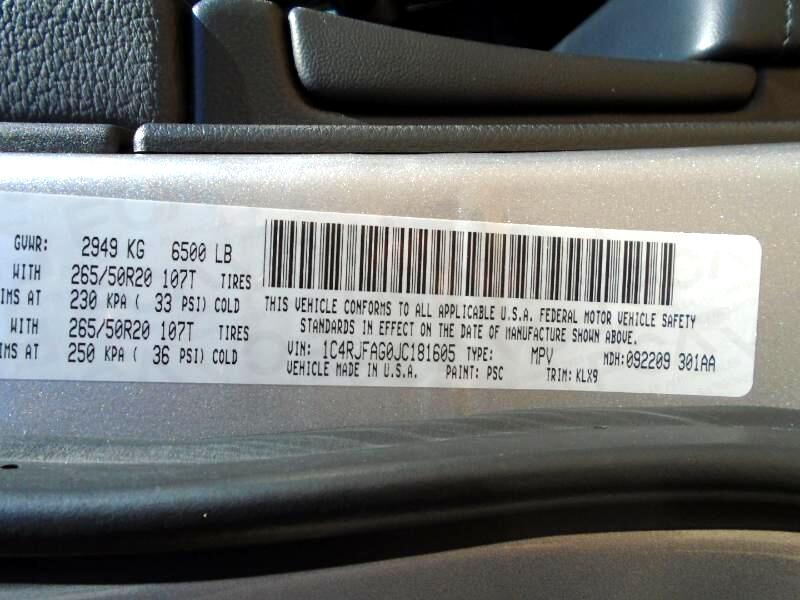 GVWR: 2949 KG 6500 LB
WITH 265/50R20 107T TIRES
IMS AT 230 KPA ( 33 PSI) COLD
WITH 265/50R20 107T TIRES
IMS AT 250 KPA ( 36 PSI) COLD
THIS VEHICLE CONFORMS TO ALL APPLICABLE U.S.A. FEDERAL MOTOR VEHICLE SAFETY
STANDARDS IN EFFECT ON THE DATE OF MANUFACTURE SHOWN ABOVE.
VIN: 1C4RJFAG0JC181605 TYPE: MPV MDH:092209 301AA
VEHICLE MADE IN U.S.A. PAINT: PSC TRIM: KLX9